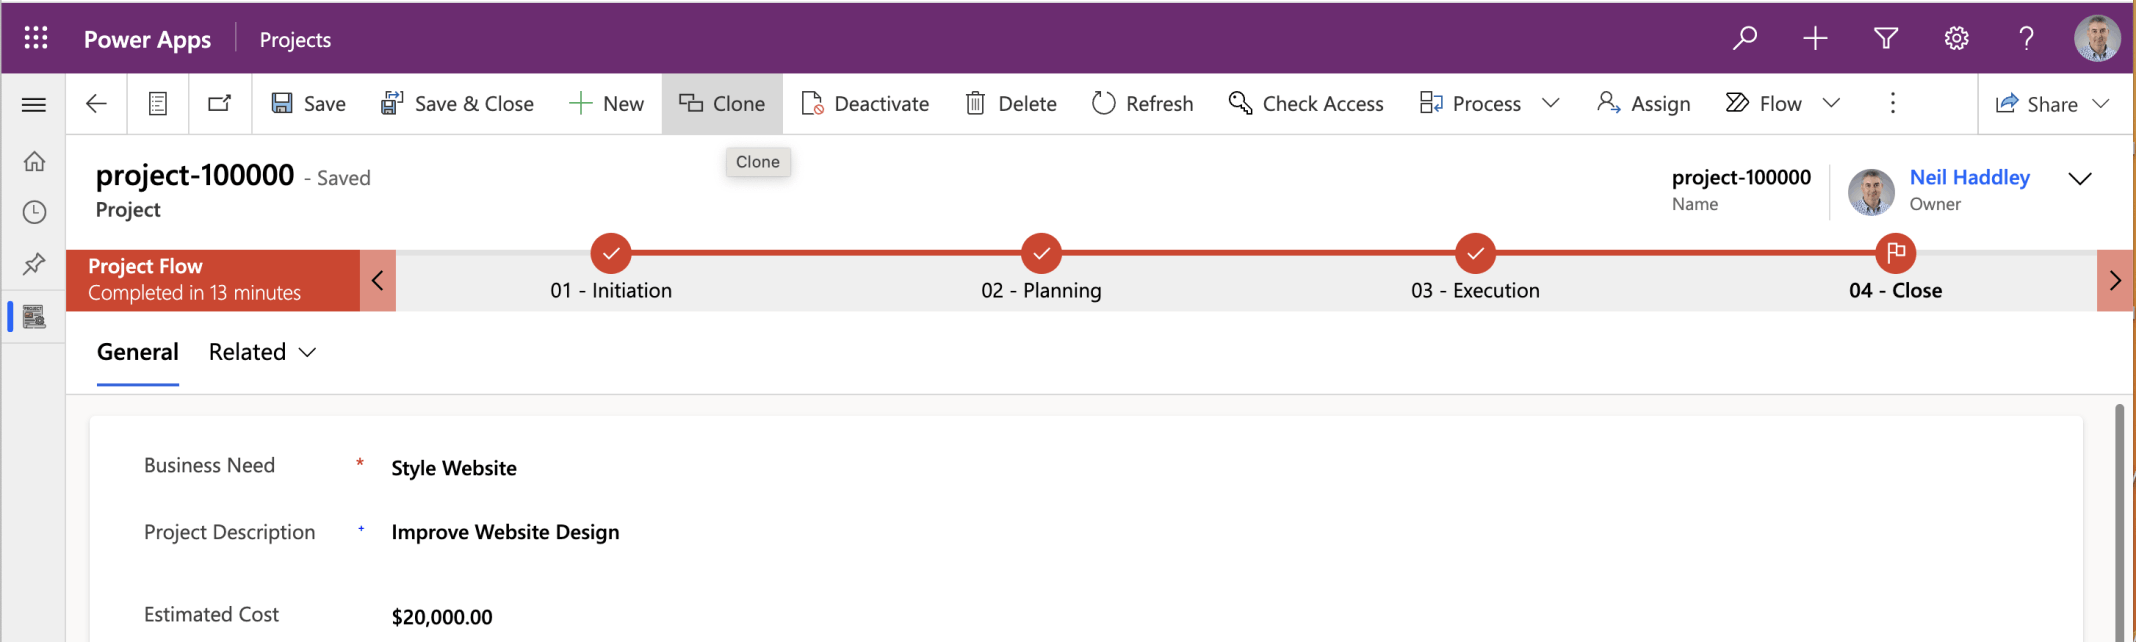 Power Apps Projects
Save Save & Close New Clone Deactivate Delete Refresh Check Access Process Assign Flow Share
Clone
project-100000 - Saved
Project
project-100000
Name
Neil Haddley
Owner
Project Flow
Completed in 13 minutes
01 - Initiation 02 - Planning 03 - Execution 04 - Close
General Related
Business Need * Style Website
Project Description + Improve Website Design
Estimated Cost $20,000.00